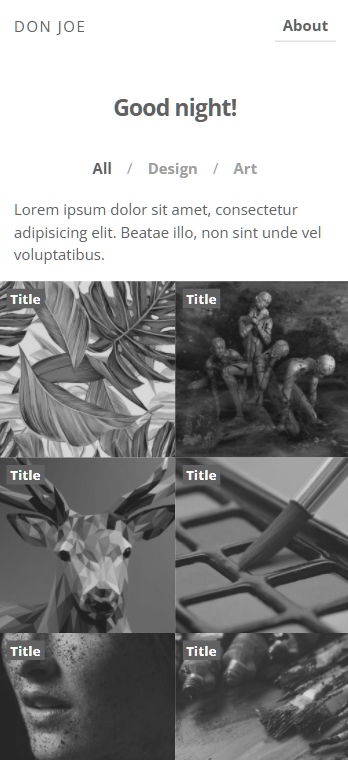 DON JOE
About
Good night!
All / Design / Art
Lorem ipsum dolor sit amet, consectetur
adipisicing elit. Beatae illo, non sint unde vel
voluptatibus.
Title
Title
Title
Title
Title
Title